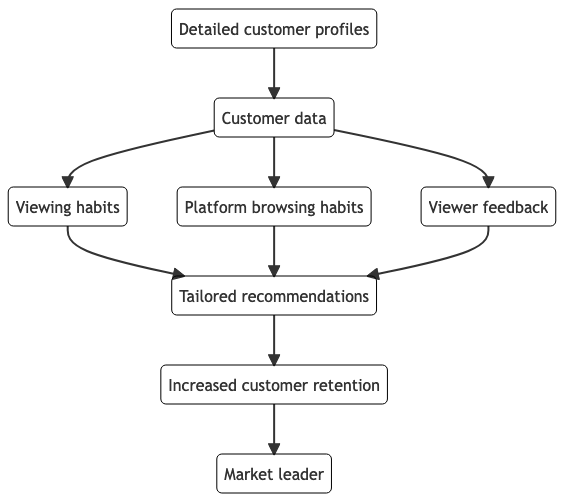 Detailed customer profiles
Customer data
Viewing habits
Platform browsing habits
Viewer feedback
Tailored recommendations
Increased customer retention
Market leader